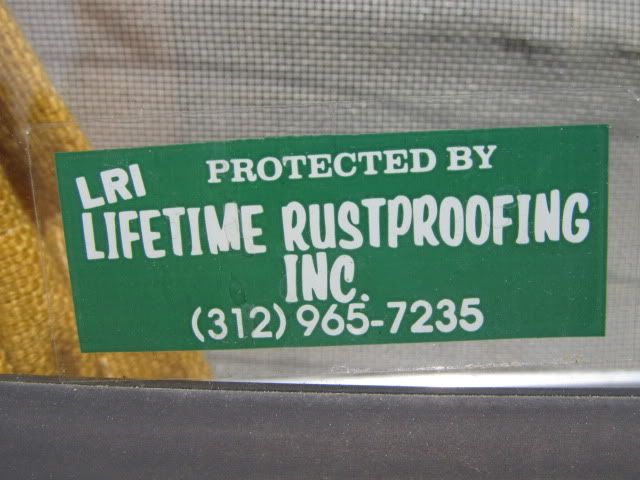 LRI
PROTECTED BY
LIFETIME RUSTPROOFING
INC.
(312) 965-7235